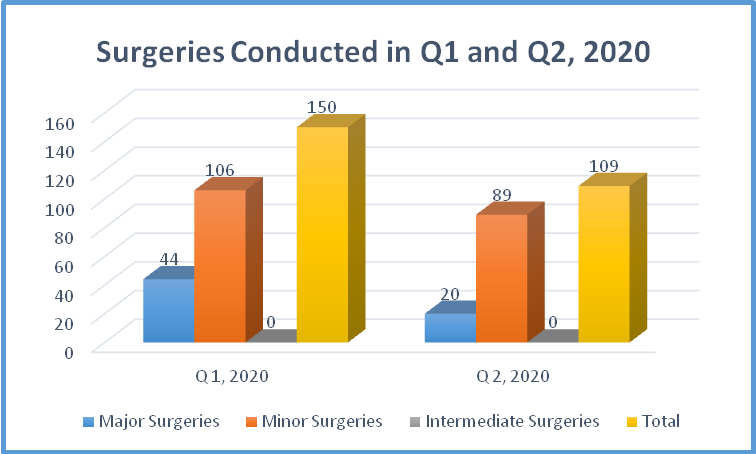 Surgeries Conducted in Q1 and Q2, 2020
160
140
120
100
80
60
40
20
0
44
106
0
150
20
89
0
109
Q1, 2020
Q2, 2020
Major Surgeries
Minor Surgeries
Intermediate Surgeries
Total